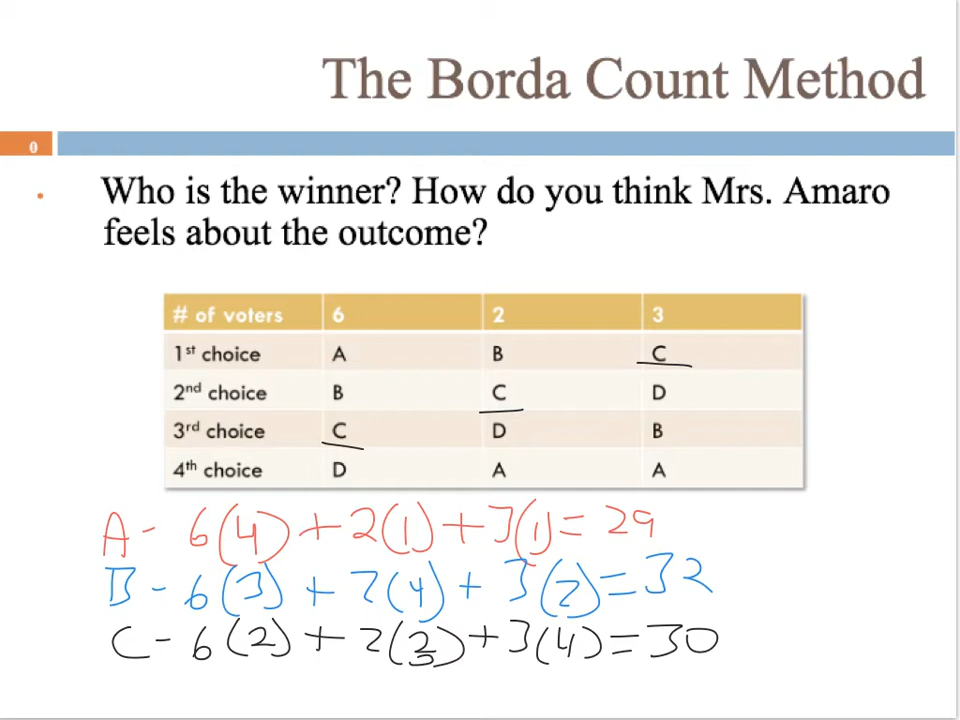 The Borda Count Method
0
Who is the winner? How do you think Mrs. Amaro
feels about the outcome?
# of voters 6 2 3
1st choice A B C
2nd choice B C D
3rd choice C D B
4th choice D A A
A - 6(4) + 2(1) + 3(1) = 29
B - 6(3) + 2(4) + 3(2) = 32
C - 6(2) + 2(3) + 3(4) = 30